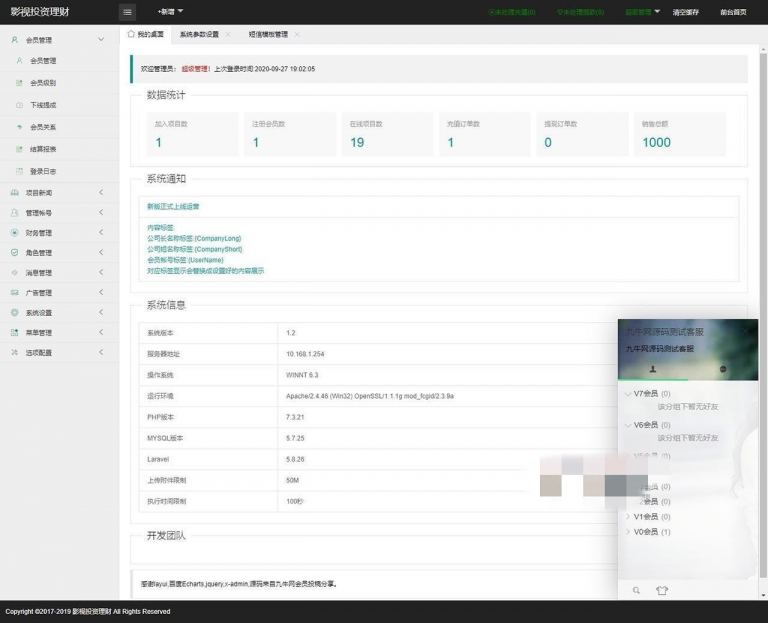 影视投资理财
+新增
未处理充值(0)
未处理提款(0)
超级管理
清空缓存
前台首页
我的桌面
系统参数设置
短信模板管理
会员管理
会员管理
会员级别
下线提成
会员关系
结算报表
登录日志
项目新闻
管理帐号
财务管理
角色管理
消息管理
广告管理
系统设置
菜单管理
选项配置
欢迎管理员： 超级管理！上次登录时间:2020-09-27 19:02:05
数据统计
加入项目数
1
注册会员数
1
在线项目数
19
充值订单数
1
提现订单数
0
销售总额
1000
系统通知
新版正式上线运营
内容标签:
公司长名称标签:{CompanyLong}
公司短名称标签:{CompanyShort}
会员帐号标签:{UserName}
对应标签显示会替换成设置好的内容展示
系统信息
系统版本 1.2
服务器地址 10.168.1.254
操作系统 WINNT 6.3
运行环境 Apache/2.4.46 (Win32) OpenSSL/1.1.1g mod_fcgid/2.3.9a
PHP版本 7.3.21
MYSQL版本 5.7.25
Laravel 5.8.26
上传附件限制 50M
执行时间限制 100秒
开发团队
感谢layui,百度Echarts,jquery,x-admin,源码来自九牛网会员投稿分享。
九牛网源码测试客服
九牛网源码测试客服
V7会员 (0)
该分组下暂无好友
V6会员 (0)
该分组下暂无好友
V5会员 (0)
会员 (0)
会员 (0)
V1会员 (0)
V0会员 (1)
Copyright ©2017-2019 影视投资理财 All Rights Reserved